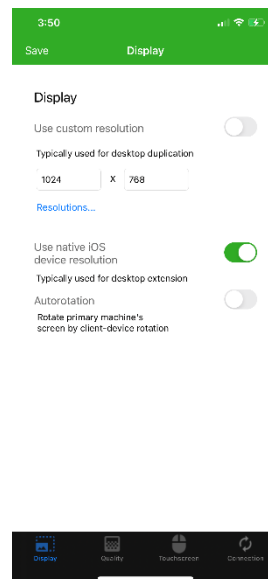 3:50
Save Display
Display
Use custom resolution
Typically used for desktop duplication
1024 x 768
Resolutions...
Use native iOS
device resolution
Typically used for desktop extension
Autorotation
Rotate primary machine's
screen by client-device rotation
Display Quality Touchscreen Connection